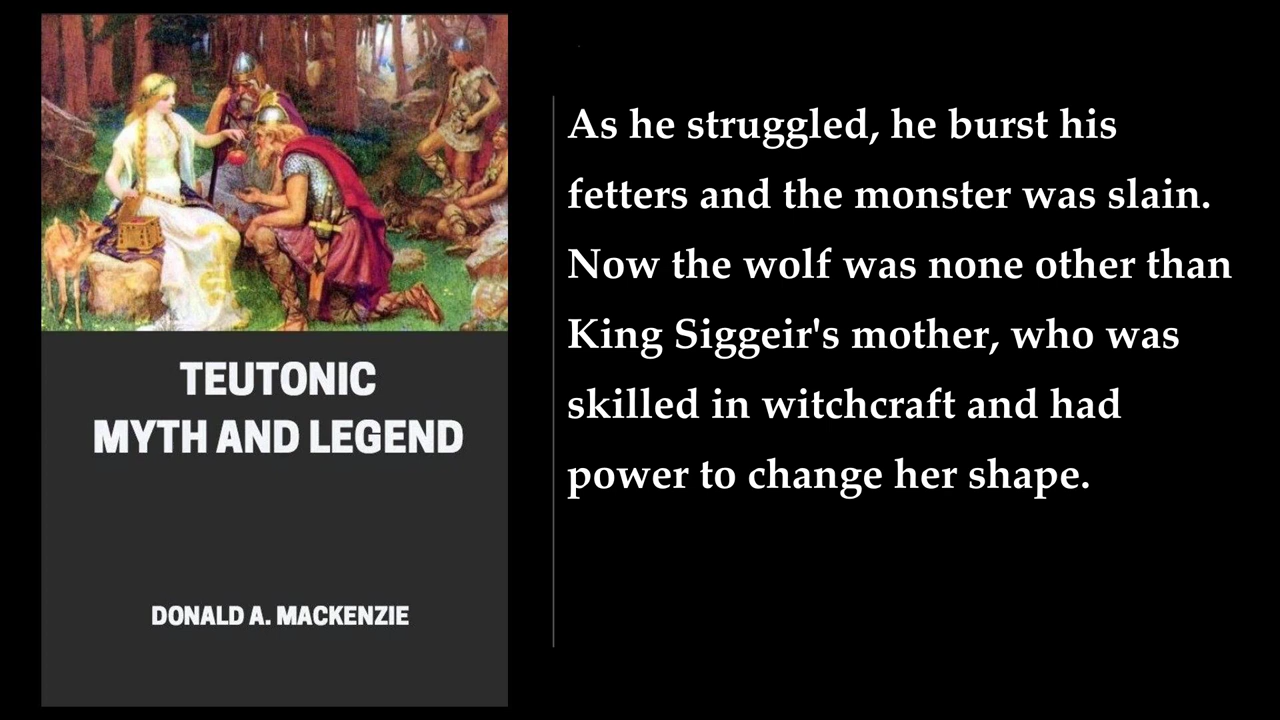 TEUTONIC
MYTH AND LEGEND
DONALD A. MACKENZIE
As he struggled, he burst his
fetters and the monster was slain.
Now the wolf was none other than
King Siggeir's mother, who was
skilled in witchcraft and had
power to change her shape.